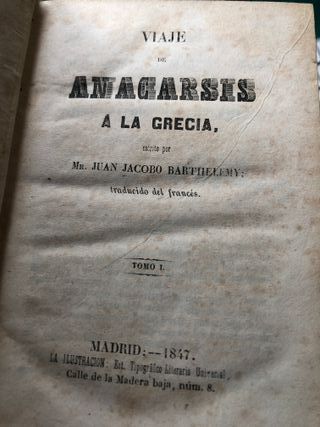 VIAJE
DE
ANACARSIS
Á LA GRECIA,
escrito por
MR. JUAN JACOBO BARTHELEMY;
traducido del francés.
TOMO I.
MADRID:--1847.
LA ILUSTRACION: Est. Tipográfico Literario Universal,
Calle de la Madera baja, núm. 8.